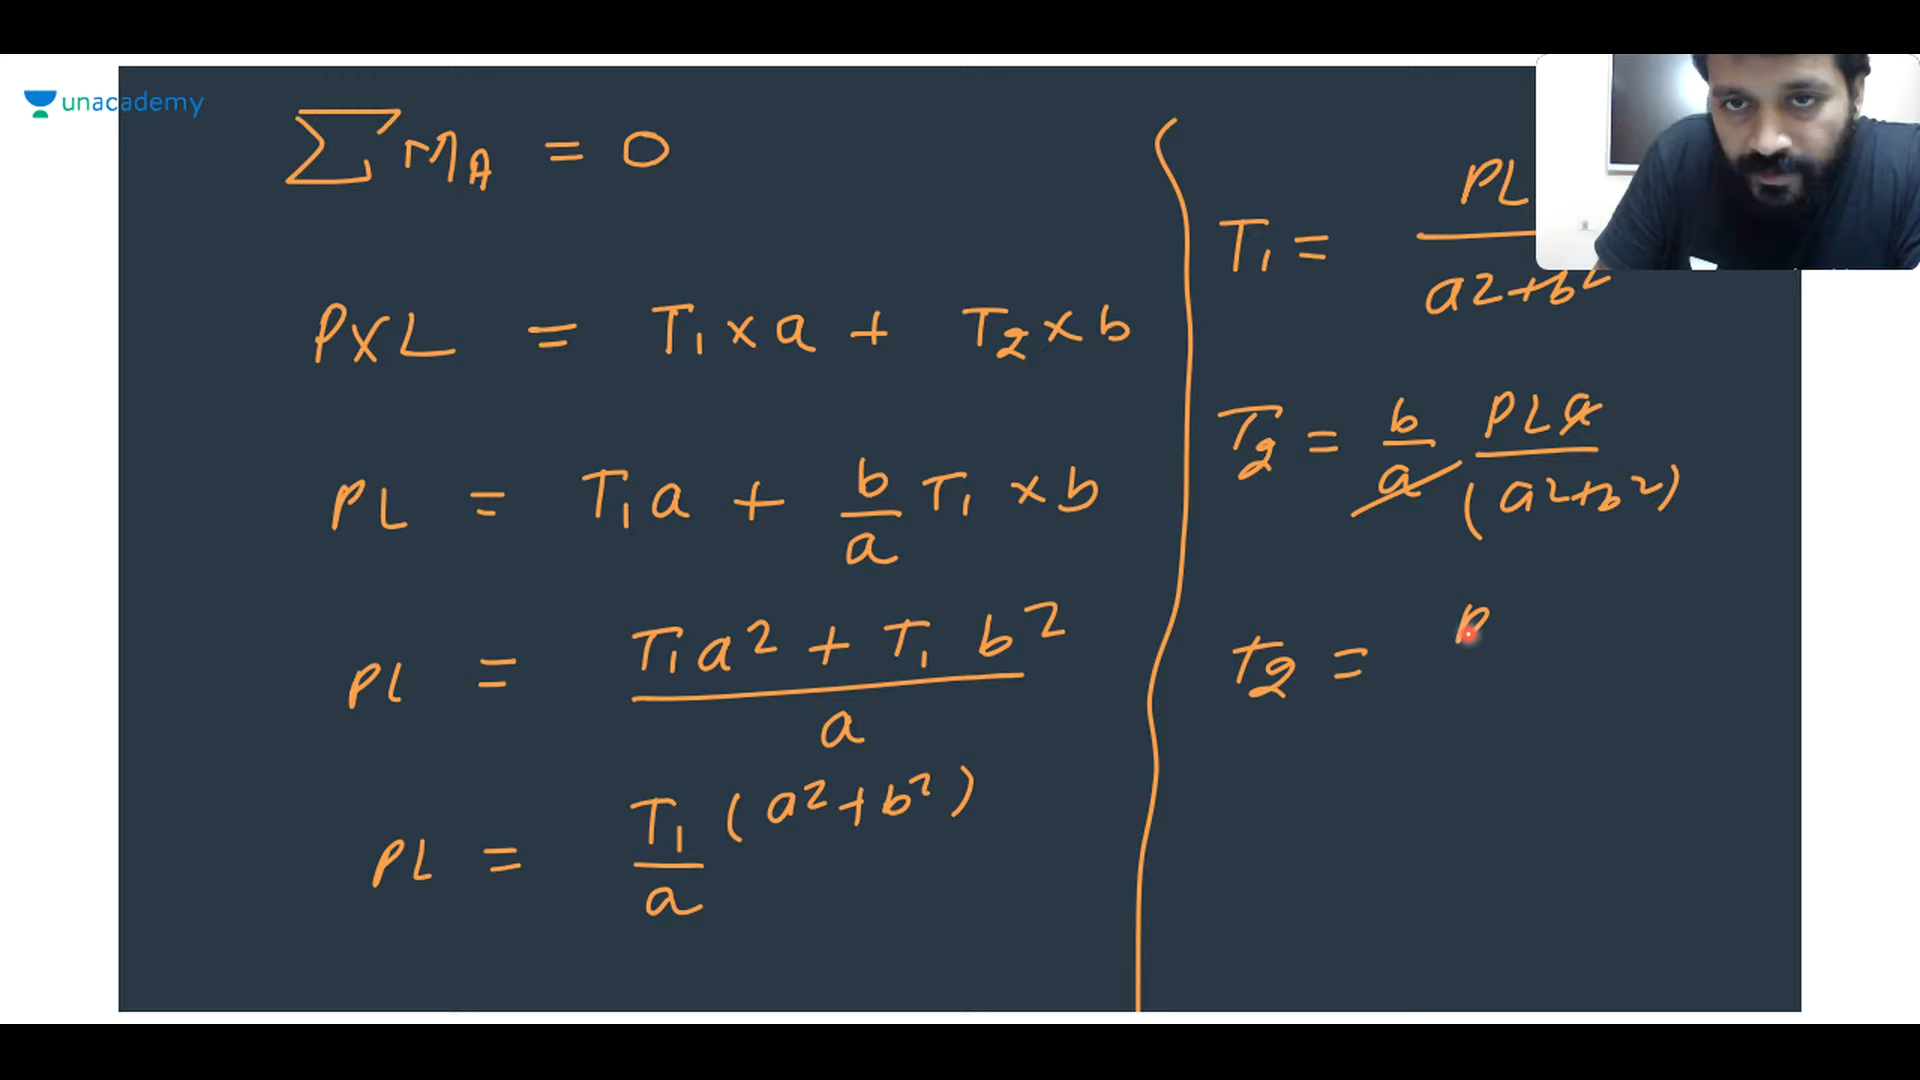 unacademy
∑ M_A = 0
P×L = T₁ × a + T₂ × b
PL = T₁a + b/a T₁ × b
PL = (T₁a² + T₁ b²)/a
PL = T₁/a (a²+b²)
T₁ = PL/(a²+b²)
T₂ = b/a PLa/(a²+b²)
T₂ = P